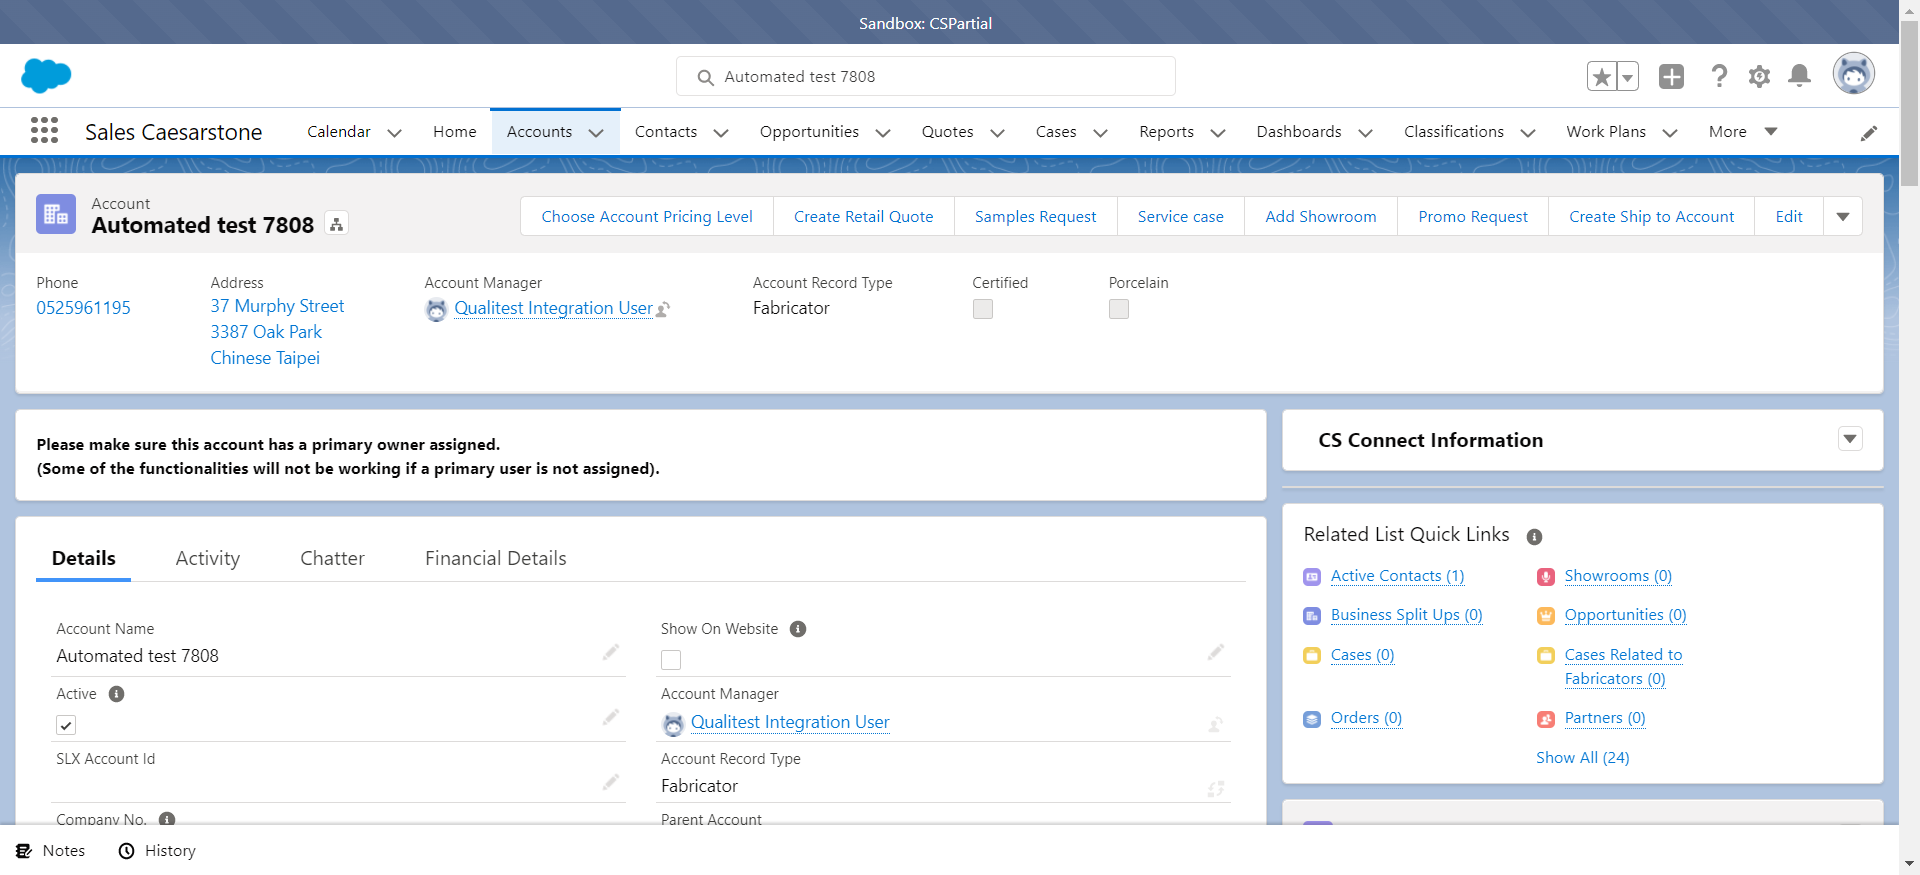 Sandbox: CSPartial
Automated test 7808
Sales Caesarstone
Calendar
Home
Accounts
Contacts
Opportunities
Quotes
Cases
Reports
Dashboards
Classifications
Work Plans
More
Account
Automated test 7808
Choose Account Pricing Level
Create Retail Quote
Samples Request
Service case
Add Showroom
Promo Request
Create Ship to Account
Edit
Phone
0525961195
Address
37 Murphy Street
3387 Oak Park
Chinese Taipei
Account Manager
Qualitest Integration User
Account Record Type
Fabricator
Certified
Porcelain
Please make sure this account has a primary owner assigned.
(Some of the functionalities will not be working if a primary user is not assigned).
Details
Activity
Chatter
Financial Details
Account Name
Automated test 7808
Show On Website
Active
Account Manager
Qualitest Integration User
SLX Account Id
Account Record Type
Fabricator
Company No.
Parent Account
CS Connect Information
Related List Quick Links
Active Contacts (1)
Showrooms (0)
Business Split Ups (0)
Opportunities (0)
Cases (0)
Cases Related to
Fabricators (0)
Orders (0)
Partners (0)
Show All (24)
Notes
History